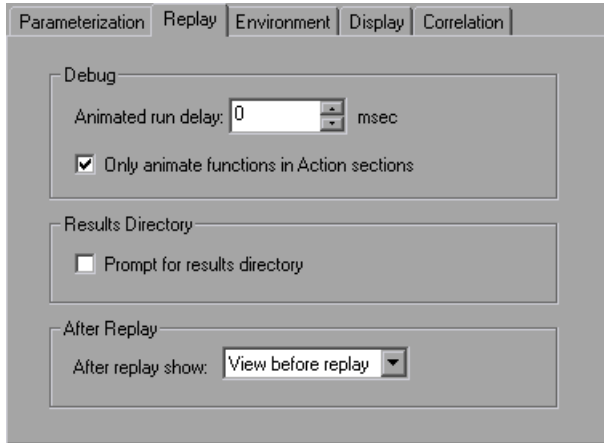 Parameterization Replay Environment Display Correlation
Debug
Animated run delay: 0 msec
Only animate functions in Action sections
Results Directory
Prompt for results directory
After Replay
After replay show: View before replay